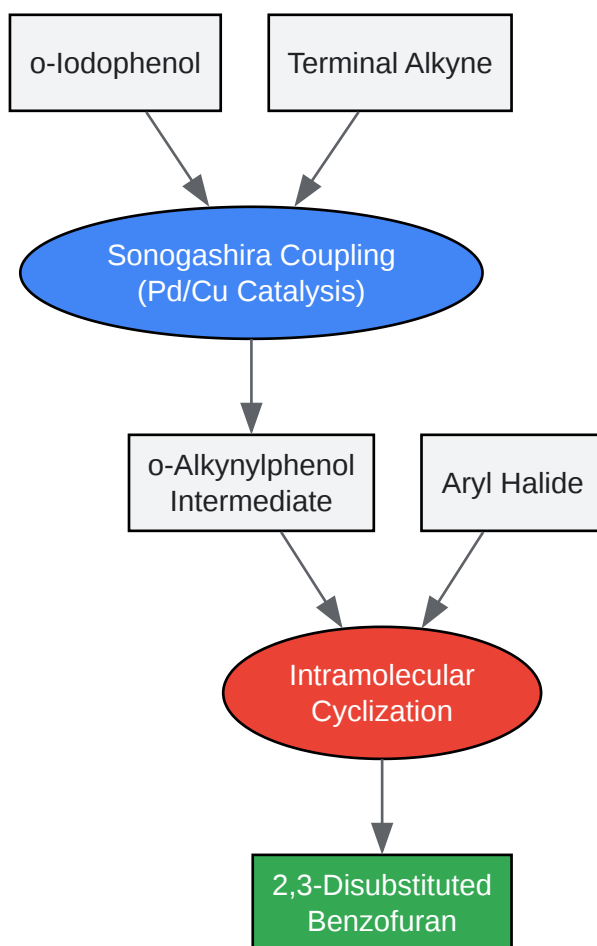 o-Iodophenol
Terminal Alkyne
Sonogashira Coupling
(Pd/Cu Catalysis)
o-Alkynylphenol
Intermediate
Aryl Halide
Intramolecular
Cyclization
2,3-Disubstituted
Benzofuran